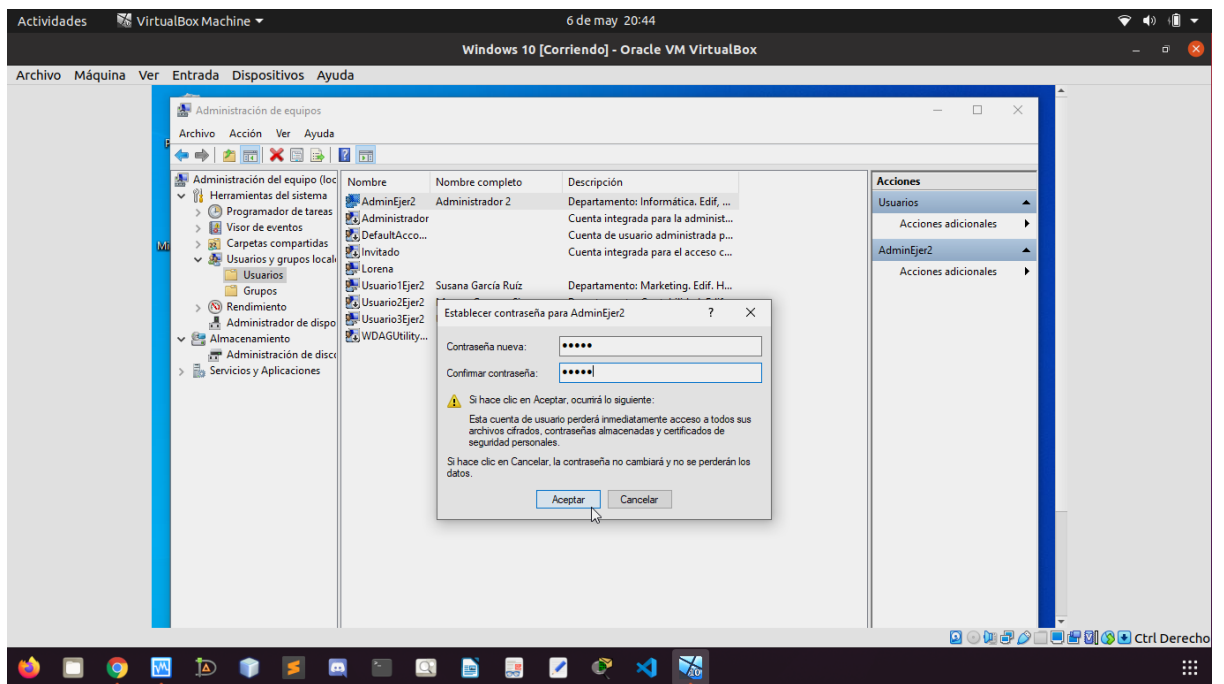 Actividades VirtualBox Machine 6 de may 20:44
Windows 10 [Corriendo] - Oracle VM VirtualBox
Archivo Máquina Ver Entrada Dispositivos Ayuda
Administración de equipos
Archivo Acción Ver Ayuda
Administración del equipo (loc
Herramientas del sistema
Programador de tareas
Visor de eventos
Carpetas compartidas
Usuarios y grupos locale
Usuarios
Grupos
Rendimiento
Administrador de dispo
Almacenamiento
Administración de disco
Servicios y Aplicaciones
Nombre Nombre completo Descripción
AdminEjer2 Administrador 2 Departamento: Informática. Edif, ...
Administrador Cuenta integrada para la administ...
DefaultAcco... Cuenta de usuario administrada p...
Invitado Cuenta integrada para el acceso c...
Lorena
Usuario1Ejer2 Susana García Ruíz Departamento: Marketing. Edif. H...
Usuario2Ejer2
Usuario3Ejer2
WDAGUtility...
Acciones
Usuarios
Acciones adicionales
AdminEjer2
Acciones adicionales
Establecer contraseña para AdminEjer2 ?
Contraseña nueva: •••••
Confirmar contraseña: •••••
Si hace clic en Aceptar, ocurrirá lo siguiente:
Esta cuenta de usuario perderá inmediatamente acceso a todos sus
archivos cifrados, contraseñas almacenadas y certificados de
seguridad personales.
Si hace clic en Cancelar, la contraseña no cambiará y no se perderán los
datos.
Aceptar Cancelar
Ctrl Derecho